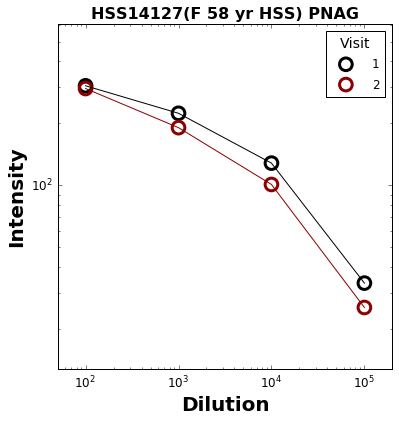 HSS14127(F 58 yr HSS) PNAG
Visit
1
2
Intensity
10²
10² 10³ 10⁴ 10⁵
Dilution